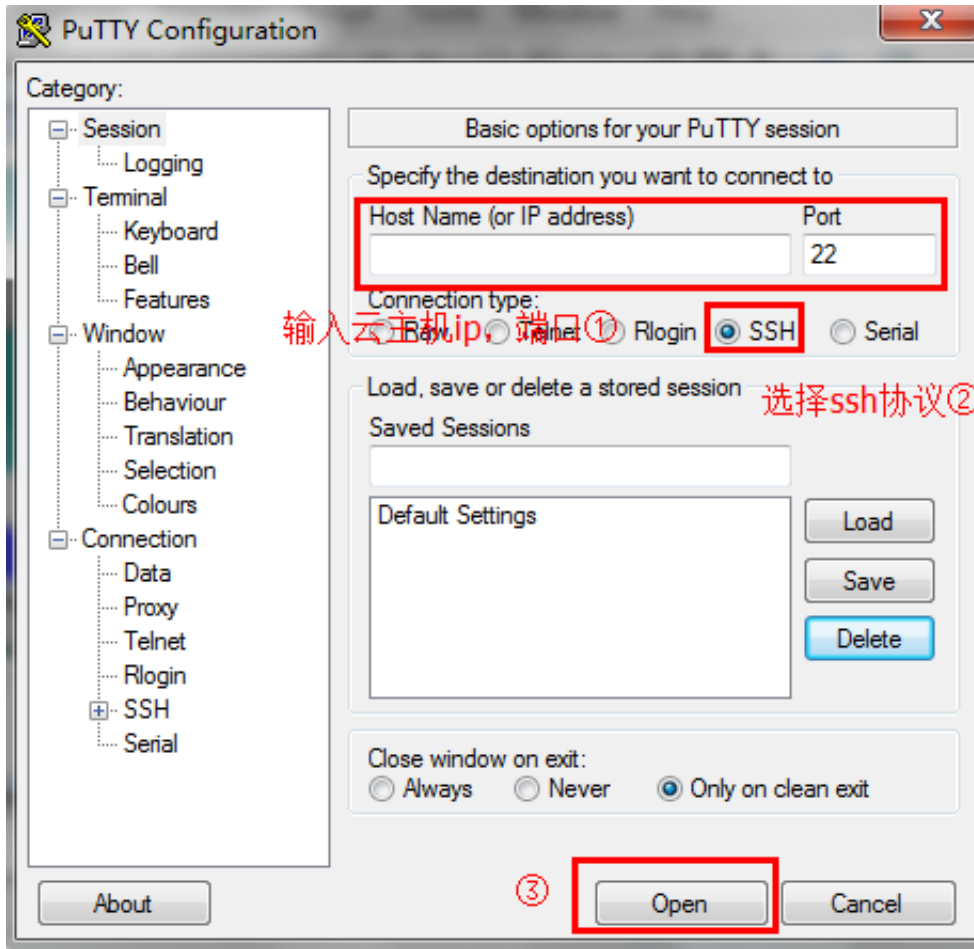 PuTTY Configuration
Category:
Session
Logging
Terminal
Keyboard
Bell
Features
Window
Appearance
Behaviour
Translation
Selection
Colours
Connection
Data
Proxy
Telnet
Rlogin
SSH
Serial
Basic options for your PuTTY session
Specify the destination you want to connect to
Host Name (or IP address) Port
22
Connection type:
Raw Telnet Rlogin SSH Serial
输入云主机ip，端口①
选择ssh协议②
Load, save or delete a stored session
Saved Sessions
Default Settings
Load
Save
Delete
Close window on exit:
Always Never Only on clean exit
③
About Open Cancel